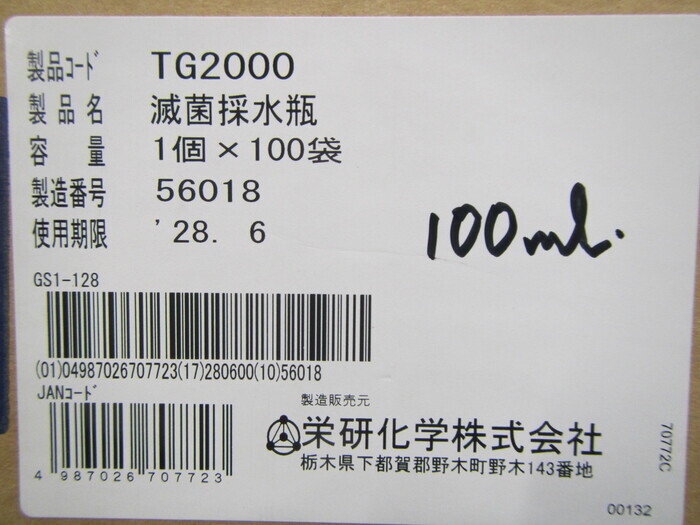 製品コード TG2000
製品名 滅菌採水瓶
容量 1個×100袋
製造番号 56018
使用期限 '28. 6
100ml.
GS1-128
(01)04987026707723(17)280600(10)56018
JANコード
4 987026 707723
製造販売元
栄研化学株式会社
栃木県下都賀郡野木町野木143番地
70772C
00132